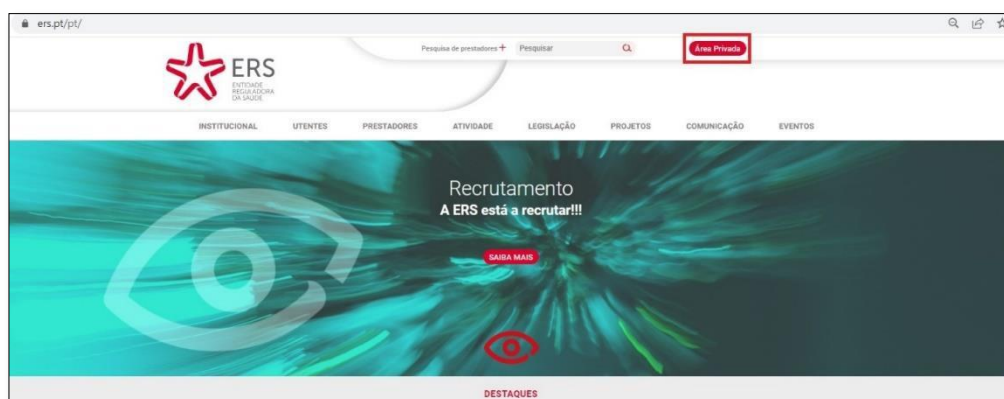 ers.pt/pt/
Pesquisa de prestadores + Pesquisar Área Privada
ERS
ENTIDADE
REGULADORA
DA SAÚDE
INSTITUCIONAL UTENTES PRESTADORES ATIVIDADE LEGISLAÇÃO PROJETOS COMUNICAÇÃO EVENTOS
Recrutamento
A ERS está a recrutar!!!
SAIBA MAIS
DESTAQUES